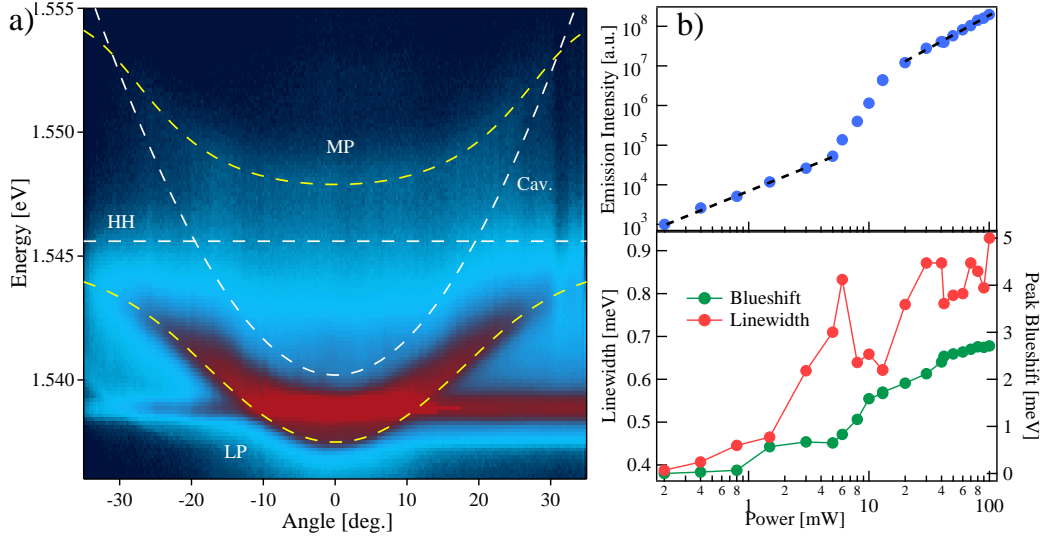 a)
1.555
1.550
1.545
1.540
Energy [eV]
MP
Cav.
HH
LP
-30
-20
-10
0
10
20
30
Angle [deg.]
b)
10^8
10^7
10^6
10^5
10^4
10^3
Emission Intensity [a.u.]
0.9
0.8
0.7
0.6
0.5
0.4
Linewidth [meV]
Blueshift
Linewidth
5
4
3
2
1
0
Peak Blueshift [meV]
2 4 6 8 2 4 6 8 2 4 6 8
1 10 100
Power [mW]